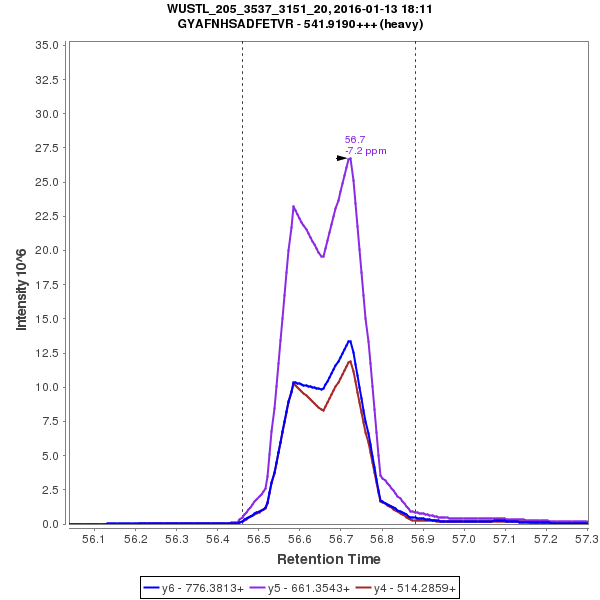 WUSTL_205_3537_3151_20, 2016-01-13 18:11
GYAFNHSADFETVR - 541.9190+++ (heavy)
35.0
32.5
30.0
27.5
25.0
22.5
20.0
17.5
15.0
12.5
10.0
7.5
5.0
2.5
0.0
Intensity 10^6
56.7
-7.2 ppm
56.1 56.2 56.3 56.4 56.5 56.6 56.7 56.8 56.9 57.0 57.1 57.2 57.3
Retention Time
y6 - 776.3813+ y5 - 661.3543+ y4 - 514.2859+